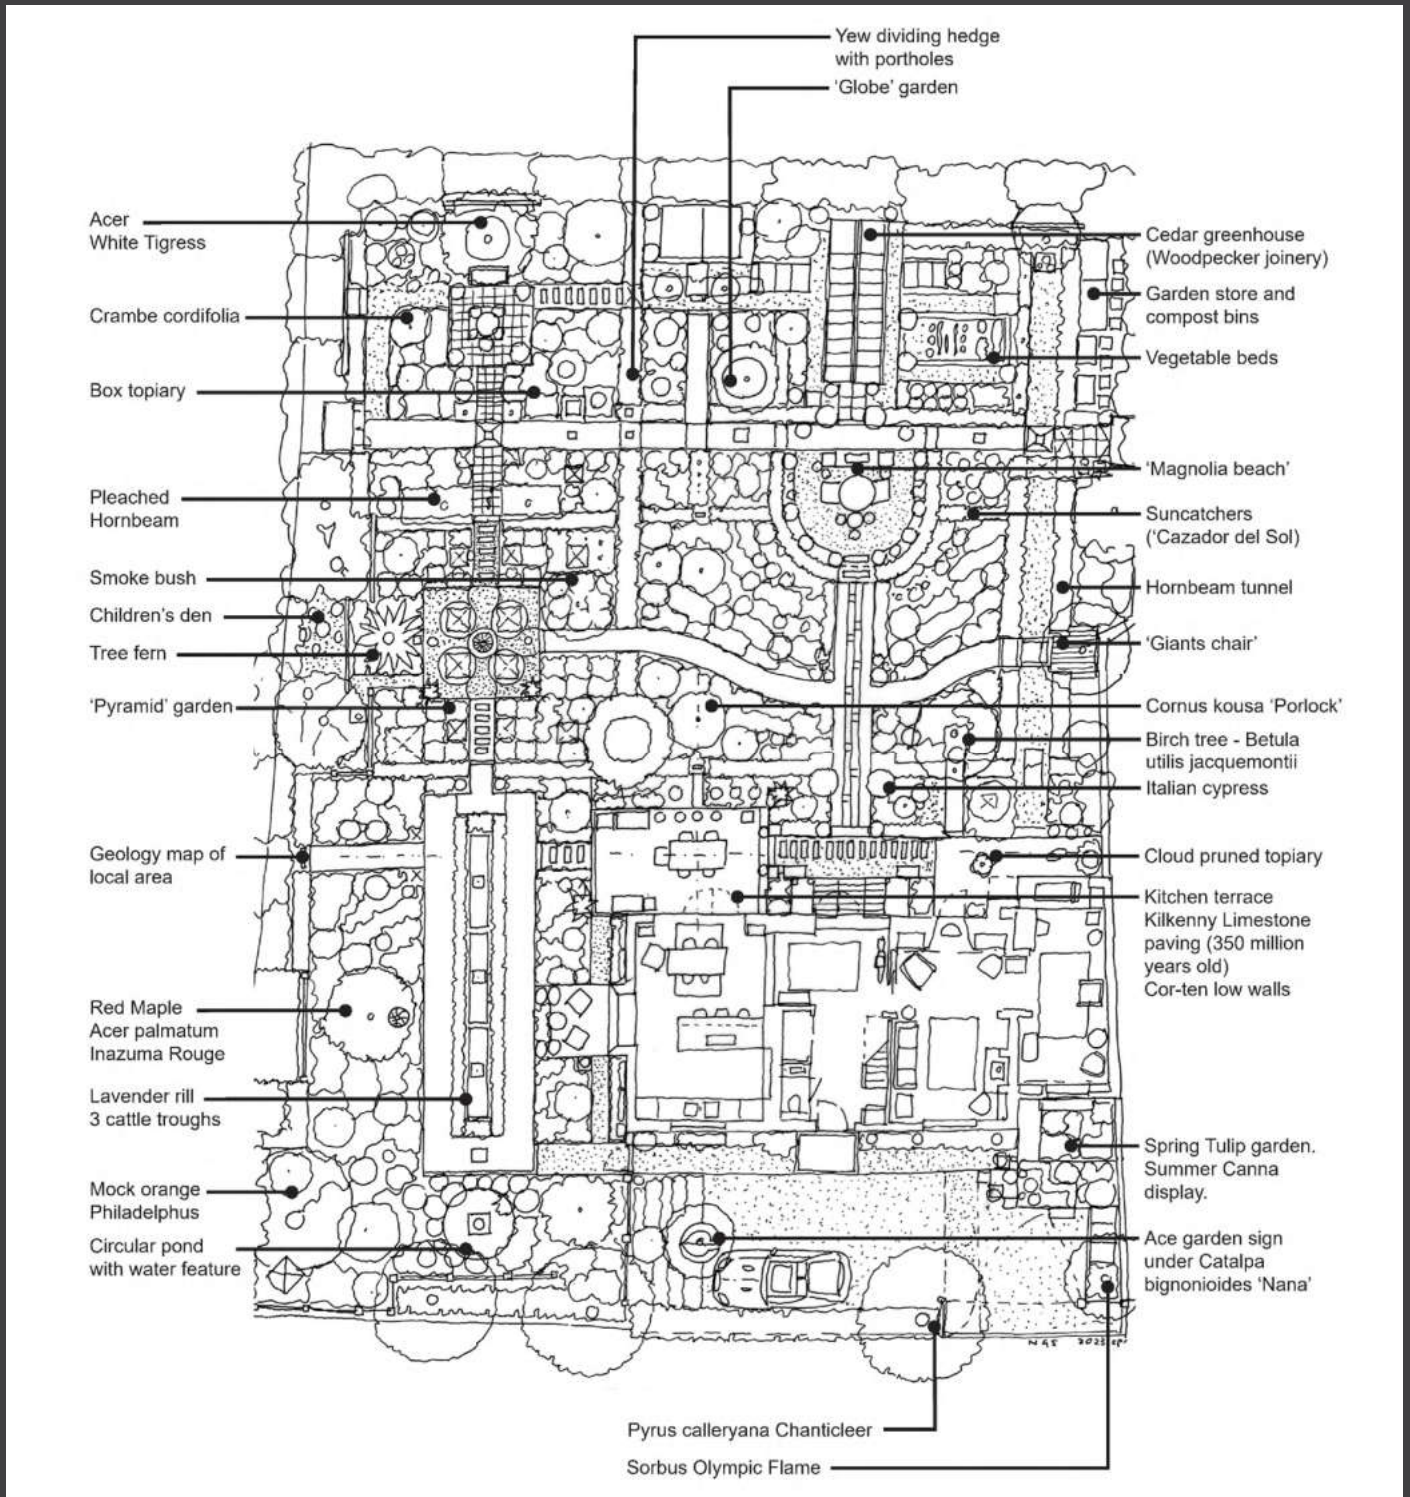 Yew dividing hedge
with portholes
‘Globe’ garden
Acer
White Tigress
Crambe cordifolia
Box topiary
Pleached
Hornbeam
Smoke bush
Children’s den
Tree fern
‘Pyramid’ garden
Geology map of
local area
Red Maple
Acer palmatum
Inazuma Rouge
Lavender rill
3 cattle troughs
Mock orange
Philadelphus
Circular pond
with water feature
Cedar greenhouse
(Woodpecker joinery)
Garden store and
compost bins
Vegetable beds
‘Magnolia beach’
Suncatchers
(‘Cazador del Sol)
Hornbeam tunnel
‘Giants chair’
Cornus kousa ‘Porlock’
Birch tree - Betula
utilis jacquemontii
Italian cypress
Cloud pruned topiary
Kitchen terrace
Kilkenny Limestone
paving (350 million
years old)
Cor-ten low walls
Spring Tulip garden.
Summer Canna
display.
Ace garden sign
under Catalpa
bignonioides ‘Nana’
NGS 2023
Pyrus calleryana Chanticleer
Sorbus Olympic Flame